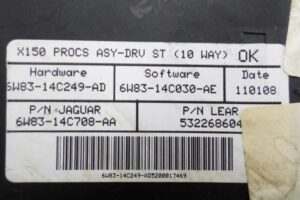 X150 PROCS ASY-DRV ST (10 WAY) OK
Hardware Software Date
6W83-14C249-AD 6W83-14C030-AE 110108
P/N JAGUAR P/N LEAR
6W83-14C708-AA 532268604
6W83-14C249-AD5200017469